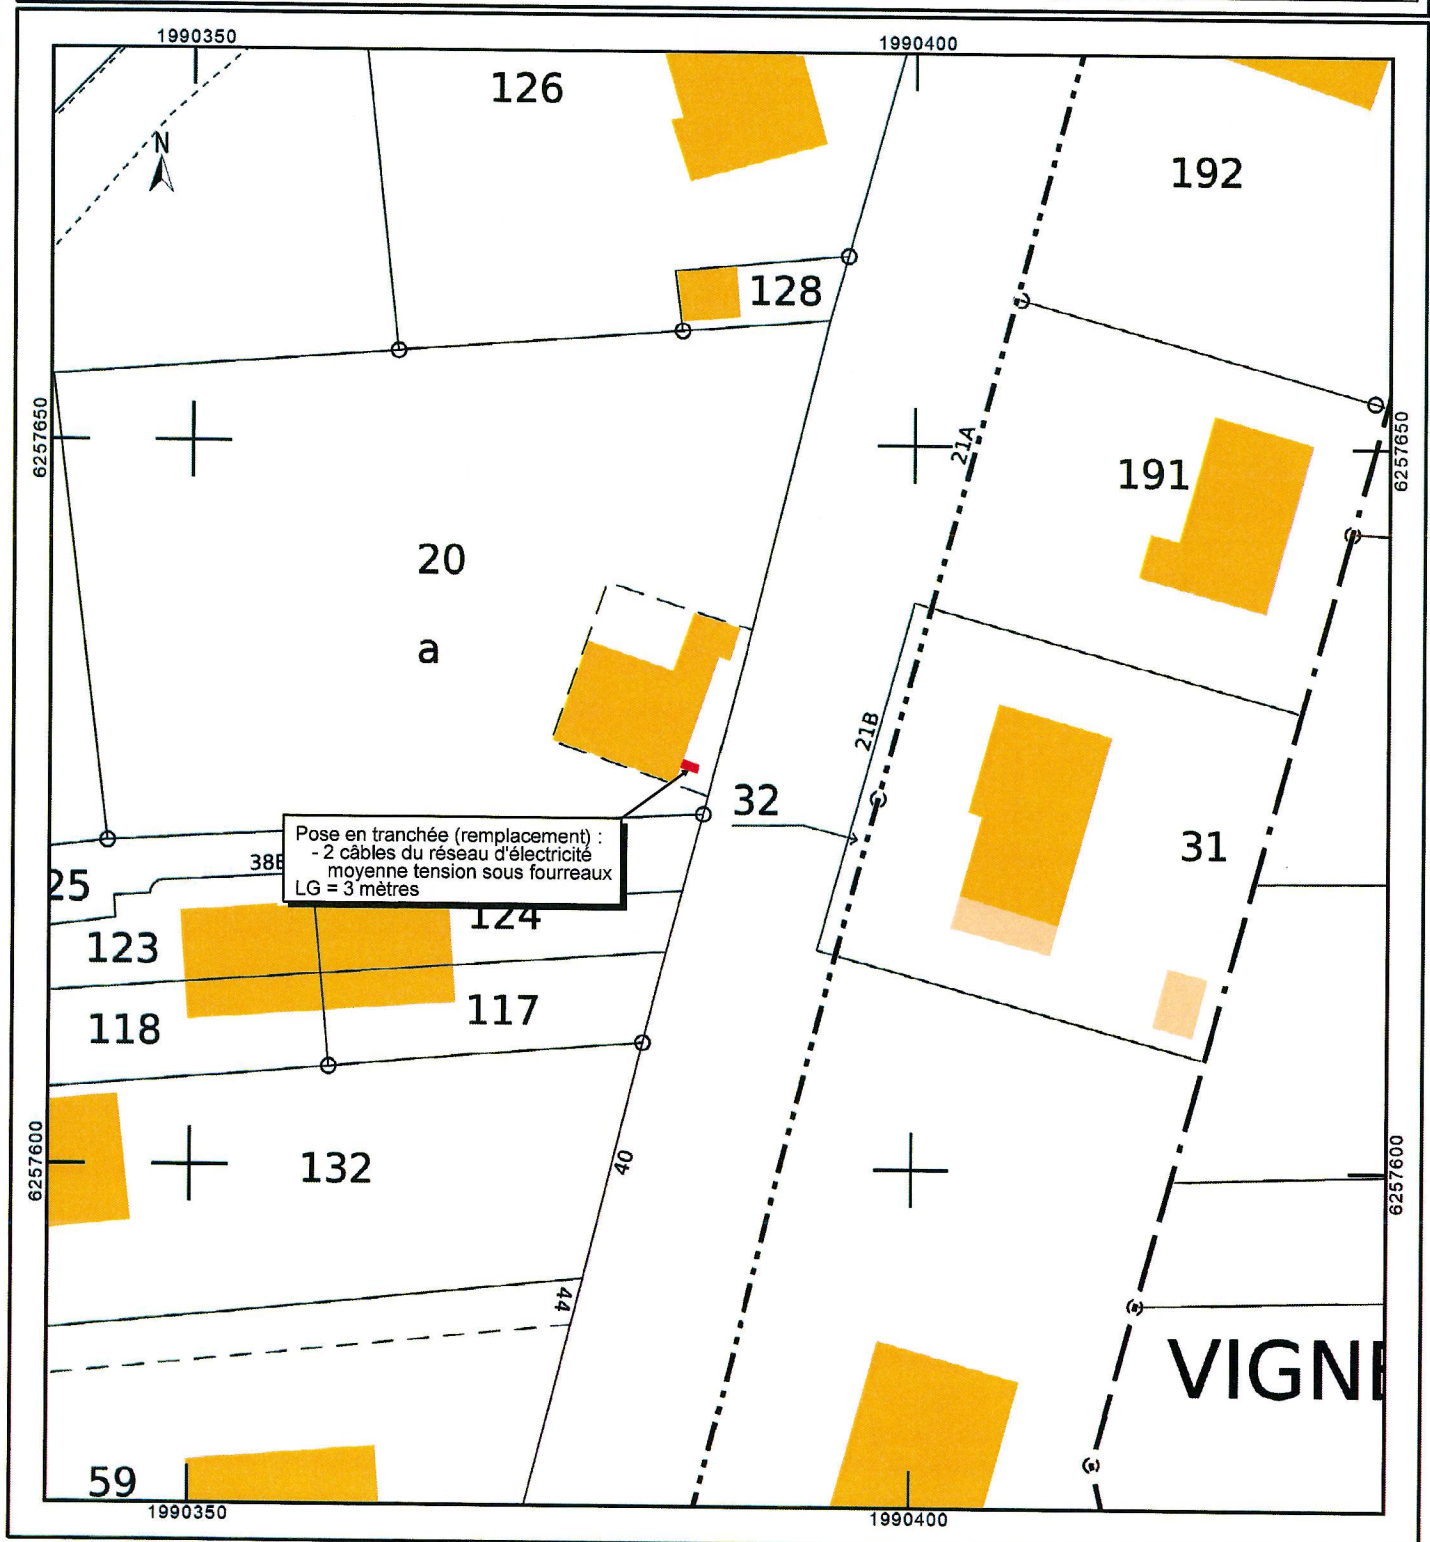 1990350
1990400
126
N
192
128
6257650
6257650
21A
191
20
a
21B
32
31
Pose en tranchée (remplacement) :
- 2 câbles du réseau d'électricité
moyenne tension sous fourreaux
LG = 3 mètres
25
124
123
118
117
6257600
6257600
132
40
44
VIGNE
59
1990350
1990400